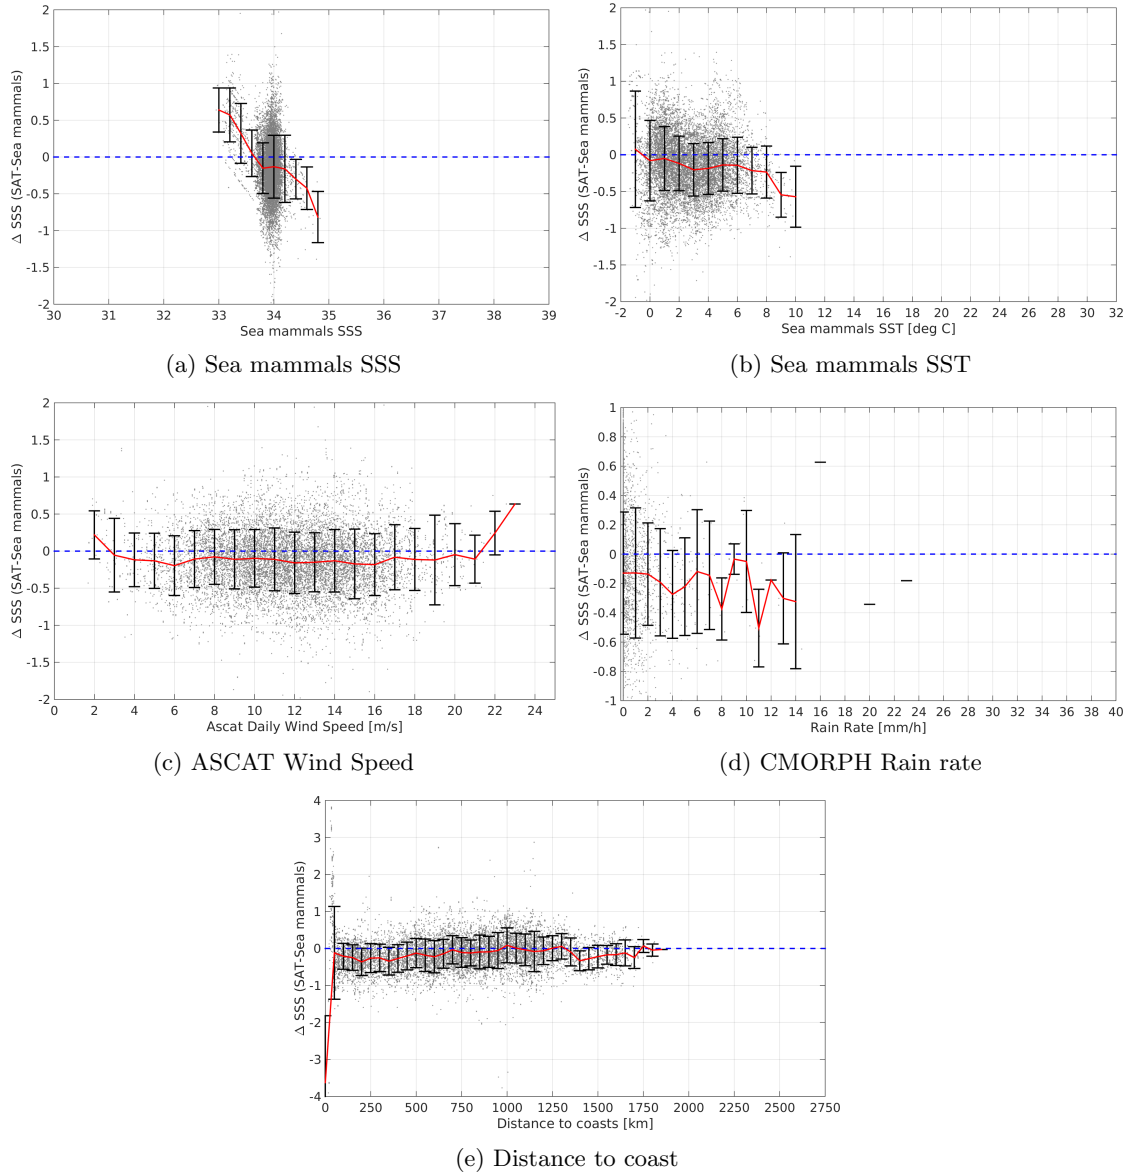 2
1.5
1
0.5
0
-0.5
-1
-1.5
-2
30 31 32 33 34 35 36 37 38 39
Δ SSS (SAT-Sea mammals)
Sea mammals SSS
(a) Sea mammals SSS
2
1.5
1
0.5
0
-0.5
-1
-1.5
-2
-2 0 2 4 6 8 10 12 14 16 18 20 22 24 26 28 30 32
Δ SSS (SAT-Sea mammals)
Sea mammals SST [deg C]
(b) Sea mammals SST
2
1.5
1
0.5
0
-0.5
-1
-1.5
-2
0 2 4 6 8 10 12 14 16 18 20 22 24
Δ SSS (SAT-Sea mammals)
Ascat Daily Wind Speed [m/s]
(c) ASCAT Wind Speed
1
0.8
0.6
0.4
0.2
0
-0.2
-0.4
-0.6
-0.8
-1
0 2 4 6 8 10 12 14 16 18 20 22 24 26 28 30 32 34 36 38 40
Δ SSS (SAT-Sea mammals)
Rain Rate [mm/h]
(d) CMORPH Rain rate
4
3
2
1
0
-1
-2
-3
-4
0 250 500 750 1000 1250 1500 1750 2000 2250 2500 2750
Δ SSS (SAT-Sea mammals)
Distance to coasts [km]
(e) Distance to coast